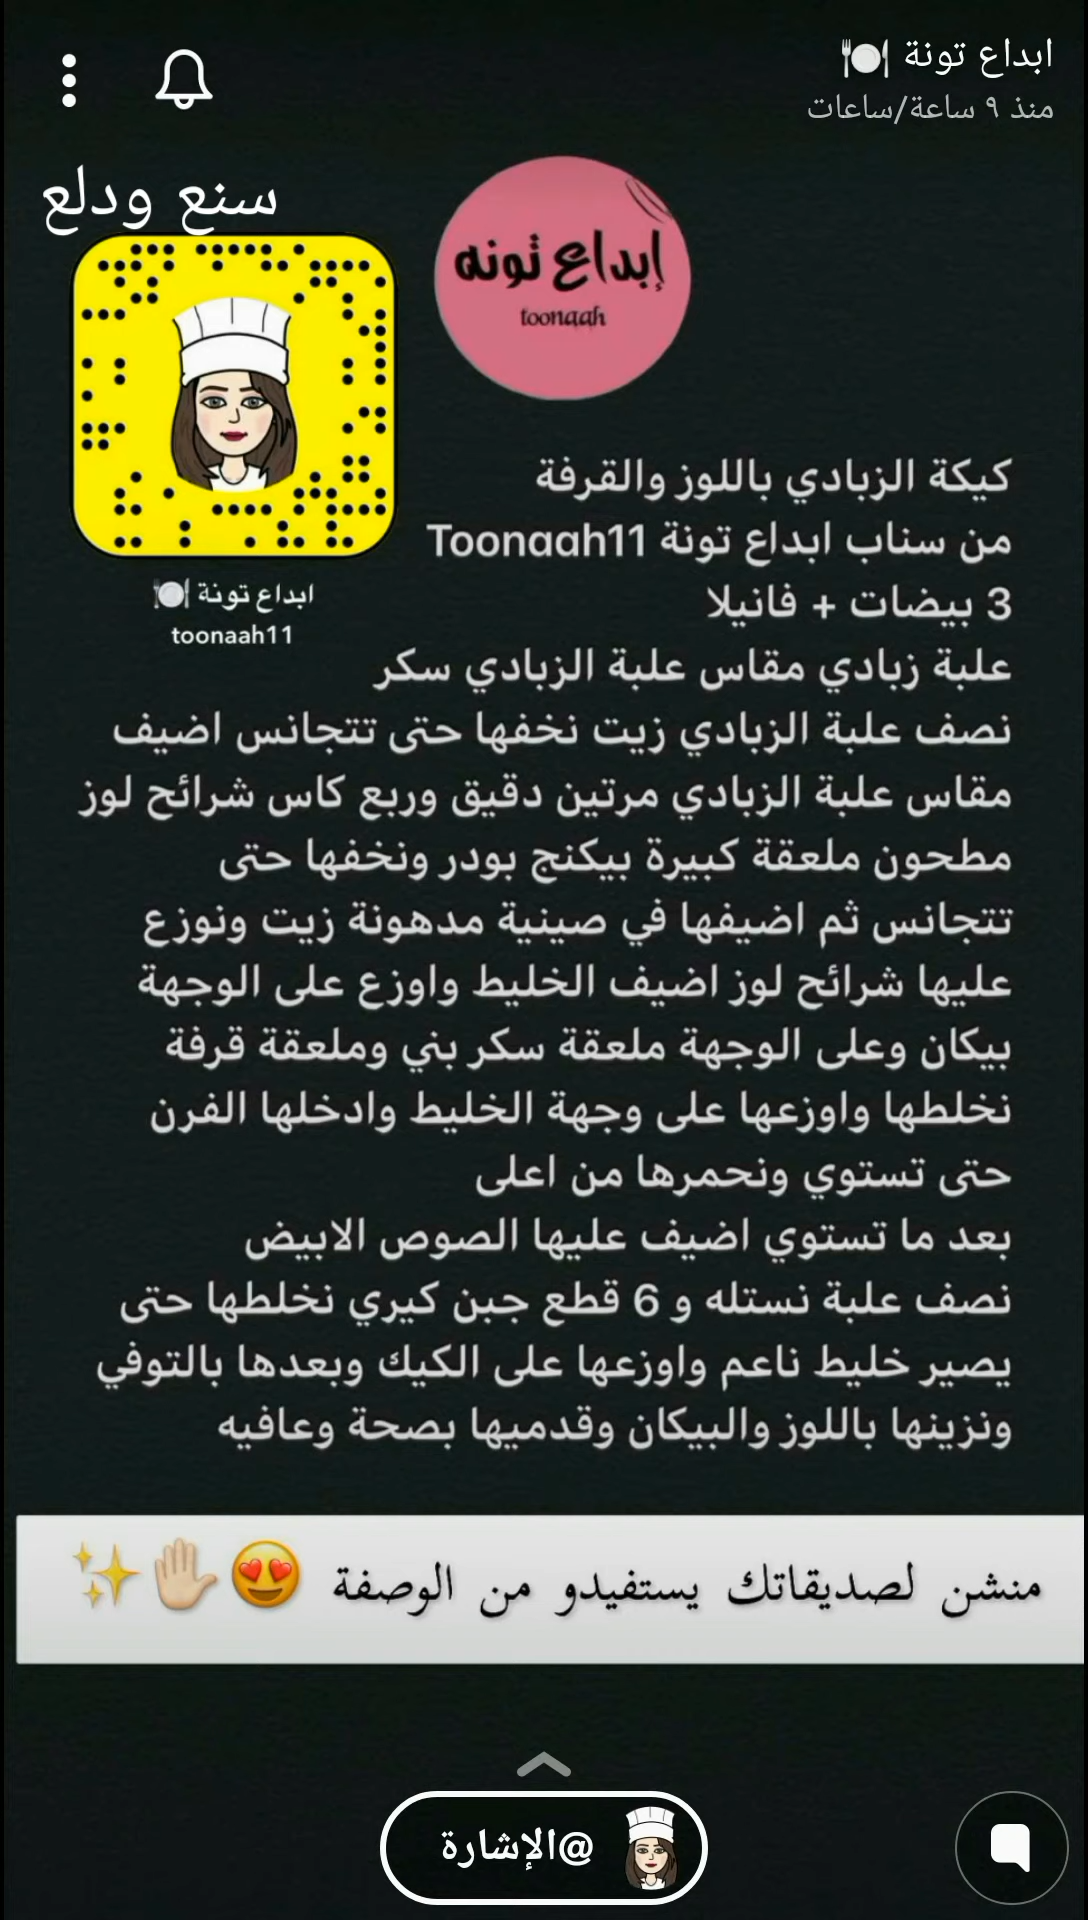 ابداع تونة 🍽️
منذ ٩ ساعة/ساعات
سنع ودلع
إبداع تونه
toonaah
ابداع تونة 🍽️
toonaah11
كيكة الزبادي باللوز والقرفة
من سناب ابداع تونة Toonaah11
3 بيضات + فانيلا
علبة زبادي مقاس علبة الزبادي سكر
نصف علبة الزبادي زيت نخفها حتى تتجانس اضيف
مقاس علبة الزبادي مرتين دقيق وربع كاس شرائح لوز
مطحون ملعقة كبيرة بيكنج بودر ونخفها حتى
تتجانس ثم اضيفها في صينية مدهونة زيت ونوزع
عليها شرائح لوز اضيف الخليط واوزع على الوجهة
بيكان وعلى الوجهة ملعقة سكر بني وملعقة قرفة
نخلطها واوزعها على وجهة الخليط وادخلها الفرن
حتى تستوي ونحمرها من اعلى
بعد ما تستوي اضيف عليها الصوص الابيض
نصف علبة نستله و 6 قطع جبن كيري نخلطها حتى
يصير خليط ناعم واوزعها على الكيك وبعدها بالتوفي
ونزينها باللوز والبيكان وقدميها بصحة وعافيه
منشن لصديقاتك يستفيدو من الوصفة 😍✋🏼✨
@الإشارة